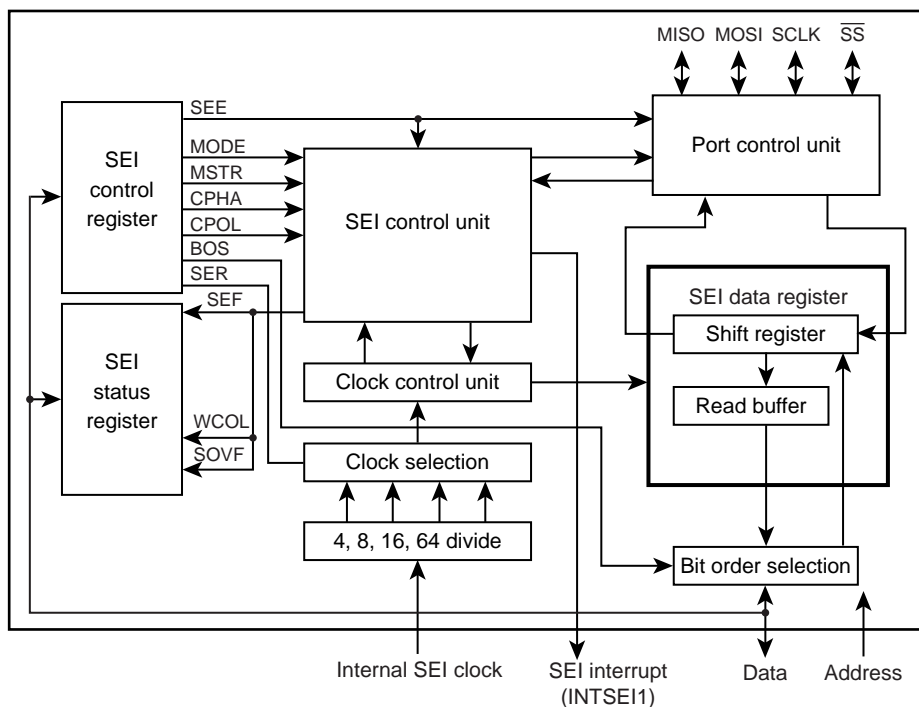 MISO MOSI SCLK SS
SEE
MODE
MSTR
CPHA
CPOL
BOS
SER
SEI
control
register
SEI control unit
Port control unit
SEF
SEI
status
register
WCOL
SOVF
SEI data register
Shift register
Read buffer
Clock control unit
Clock selection
4, 8, 16, 64 divide
Bit order selection
Internal SEI clock
SEI interrupt
(INTSEI1)
Data
Address